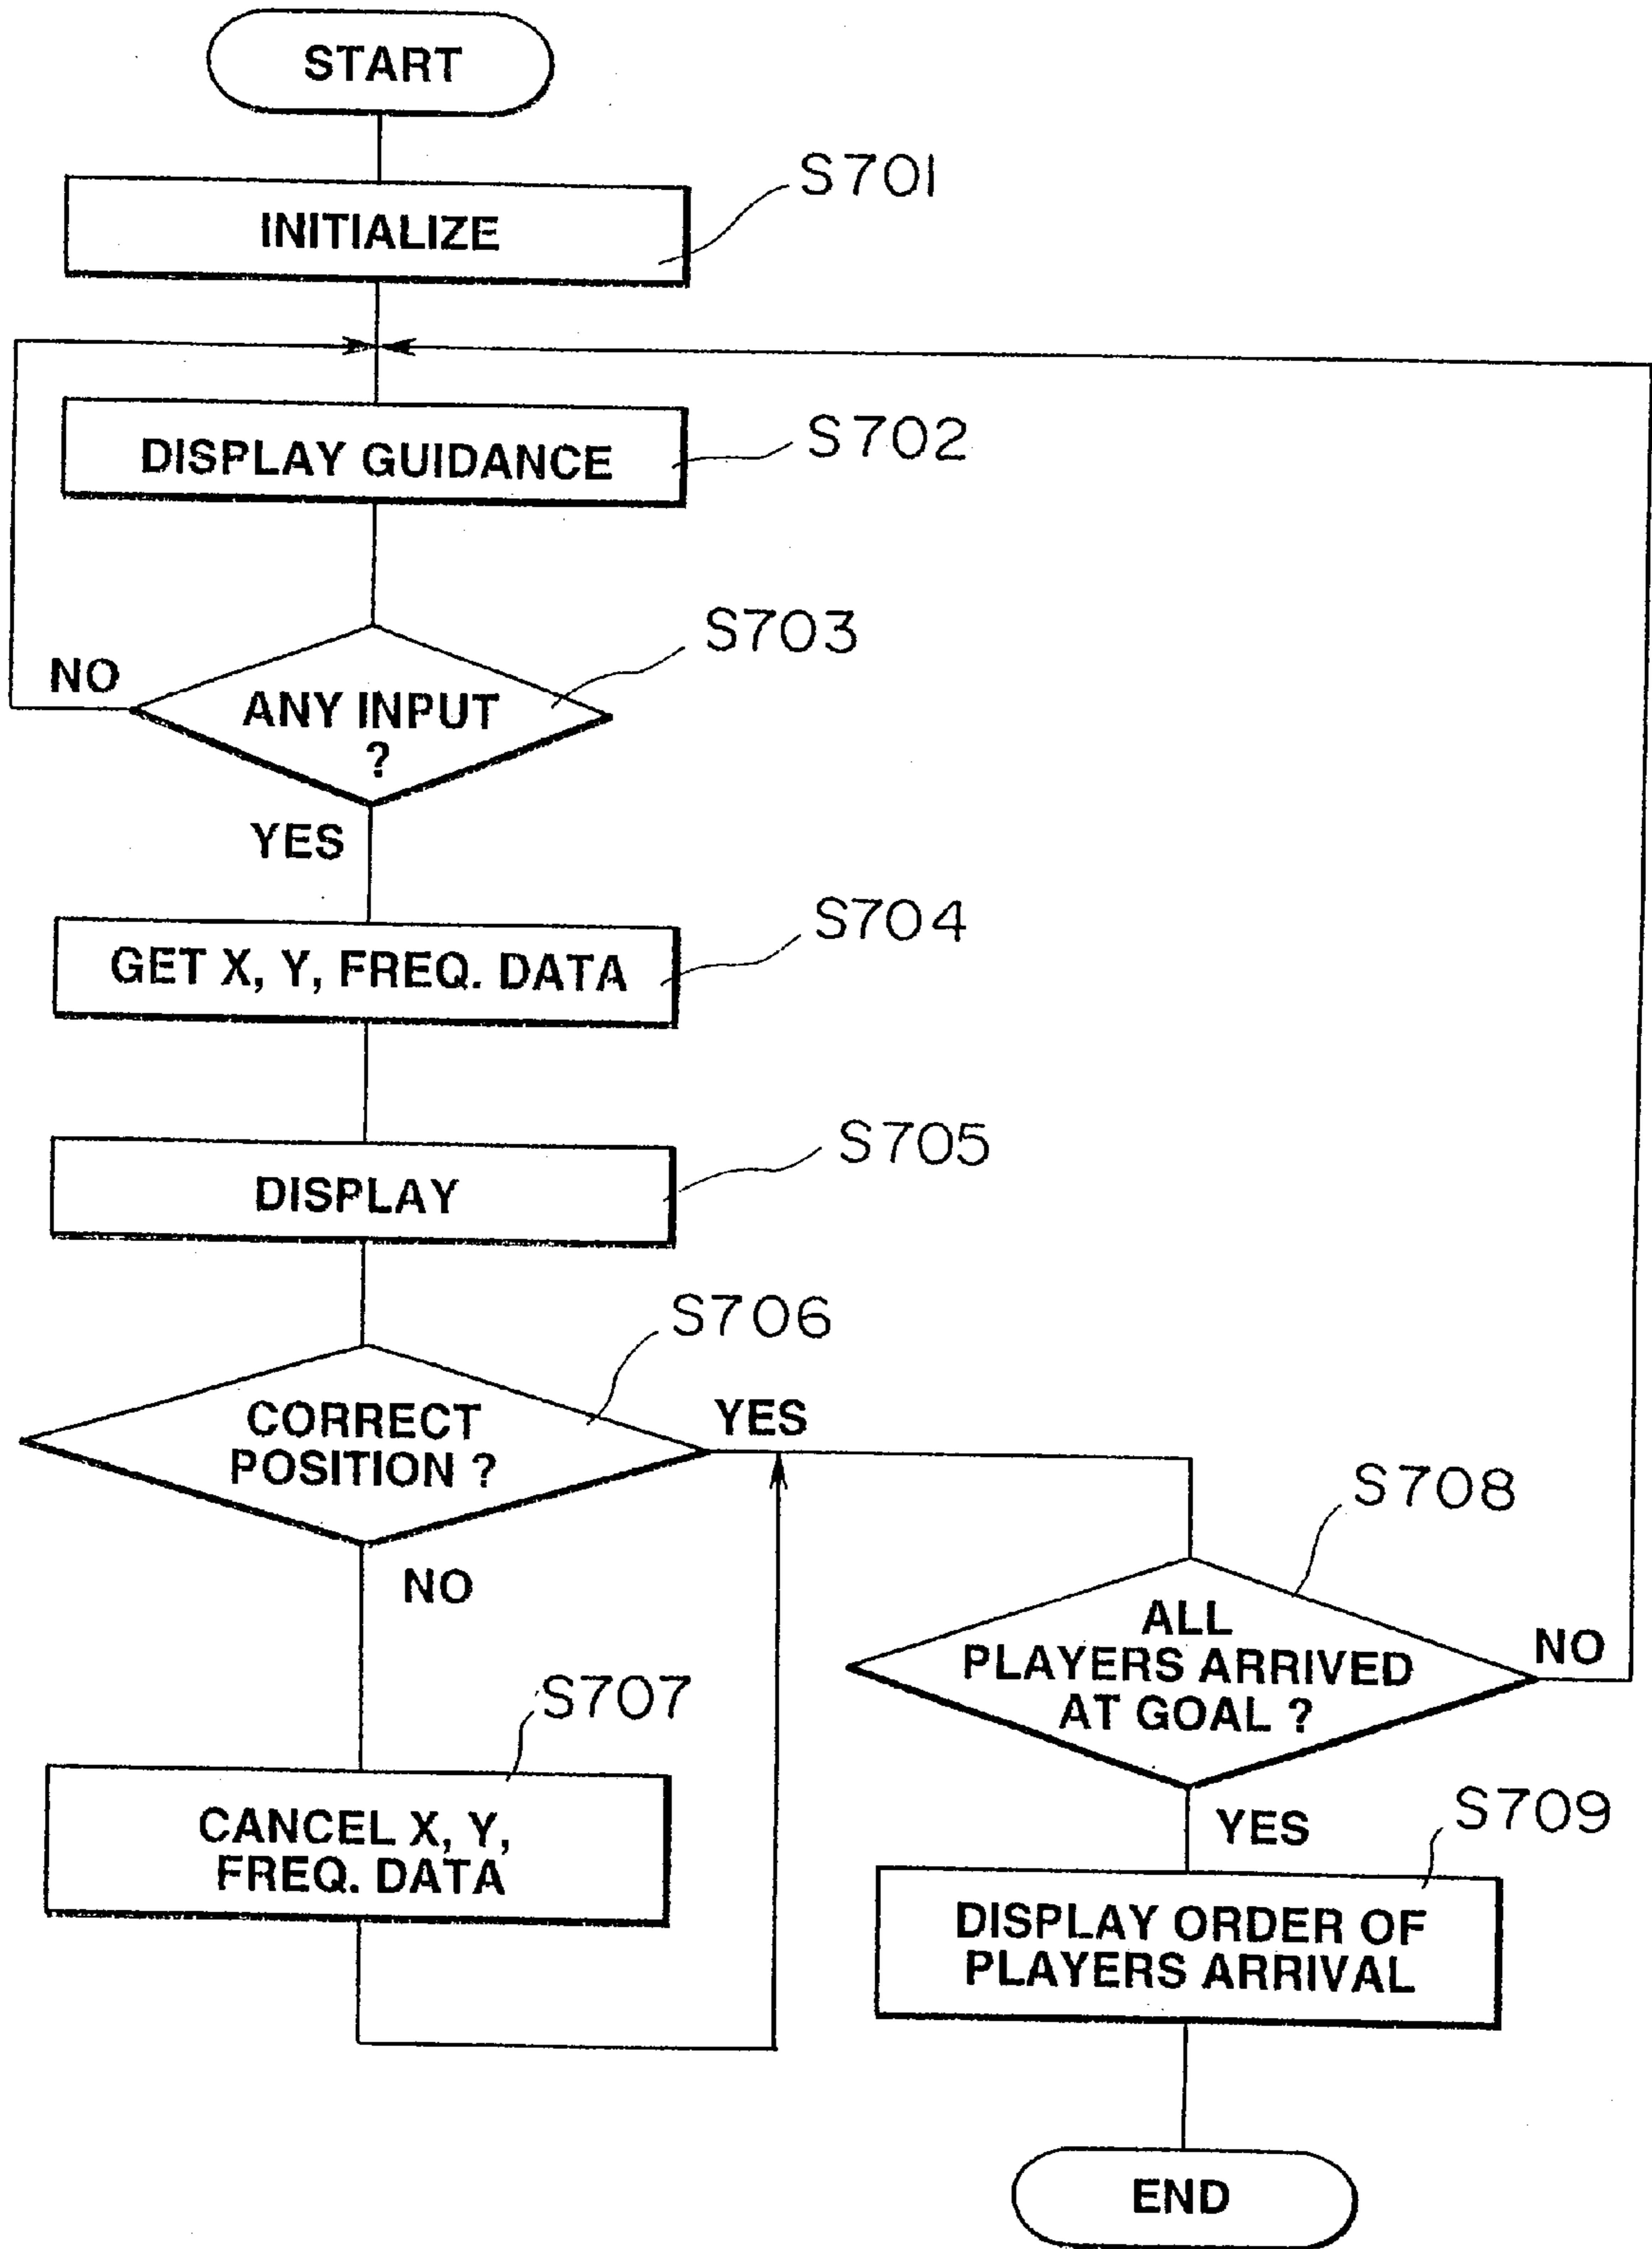 START
S701
INITIALIZE
DISPLAY GUIDANCE
S702
S703
NO
ANY INPUT
?
YES
S704
GET X, Y, FREQ. DATA
S705
DISPLAY
S706
CORRECT
POSITION ?
YES
NO
S707
CANCEL X, Y,
FREQ. DATA
S708
ALL
PLAYERS ARRIVED
AT GOAL ?
NO
YES
S709
DISPLAY ORDER OF
PLAYERS ARRIVAL
END